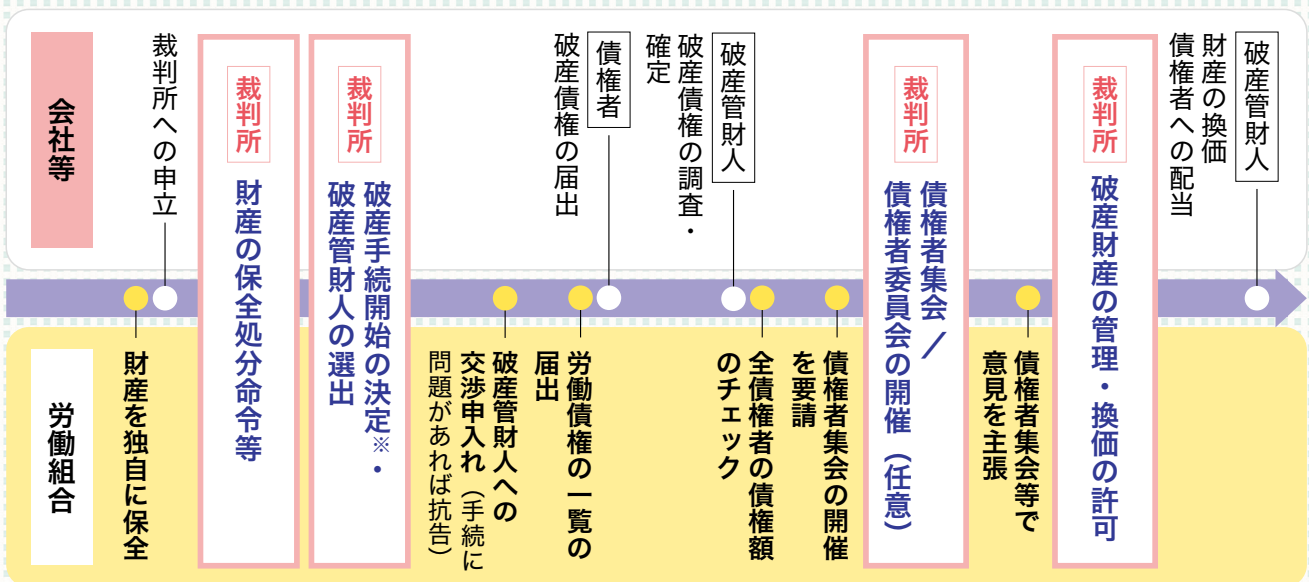 会社等
裁判所への申立
裁判所
財産の保全処分命令等
裁判所
破産手続開始の決定※・
破産管財人の選出
債権者
破産債権の届出
破産管財人
破産債権の調査・
確定
裁判所
債権者集会／
債権者委員会の開催（任意）
裁判所
破産財産の管理・換価の許可
破産管財人
財産の換価
債権者への配当
労働組合
財産を独自に保全
破産管財人への
交渉申入れ（手続に
問題があれば抗告）
労働債権の一覧の
届出
全債権者の債権額
のチェック
債権者集会の開催
を要請
債権者集会等で
意見を主張